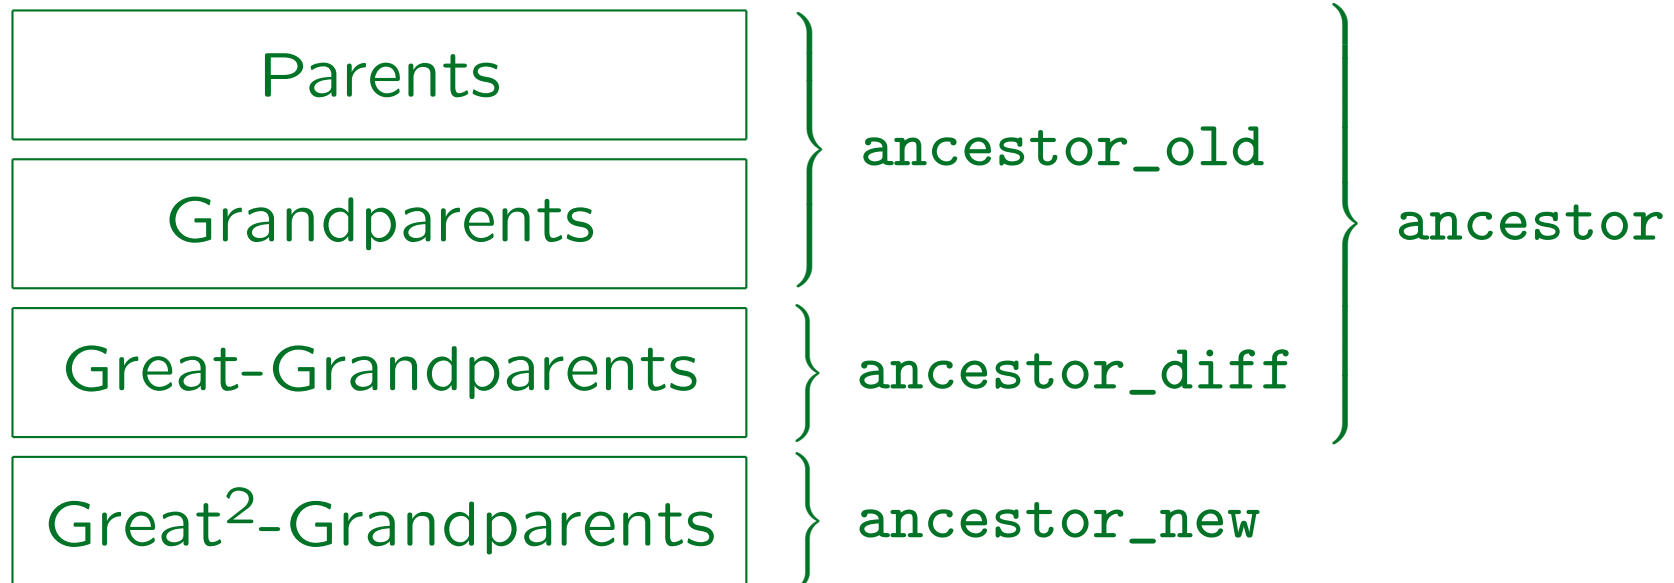 Parents
ancestor_old
Grandparents
ancestor
Great-Grandparents
ancestor_diff
Great²-Grandparents
ancestor_new